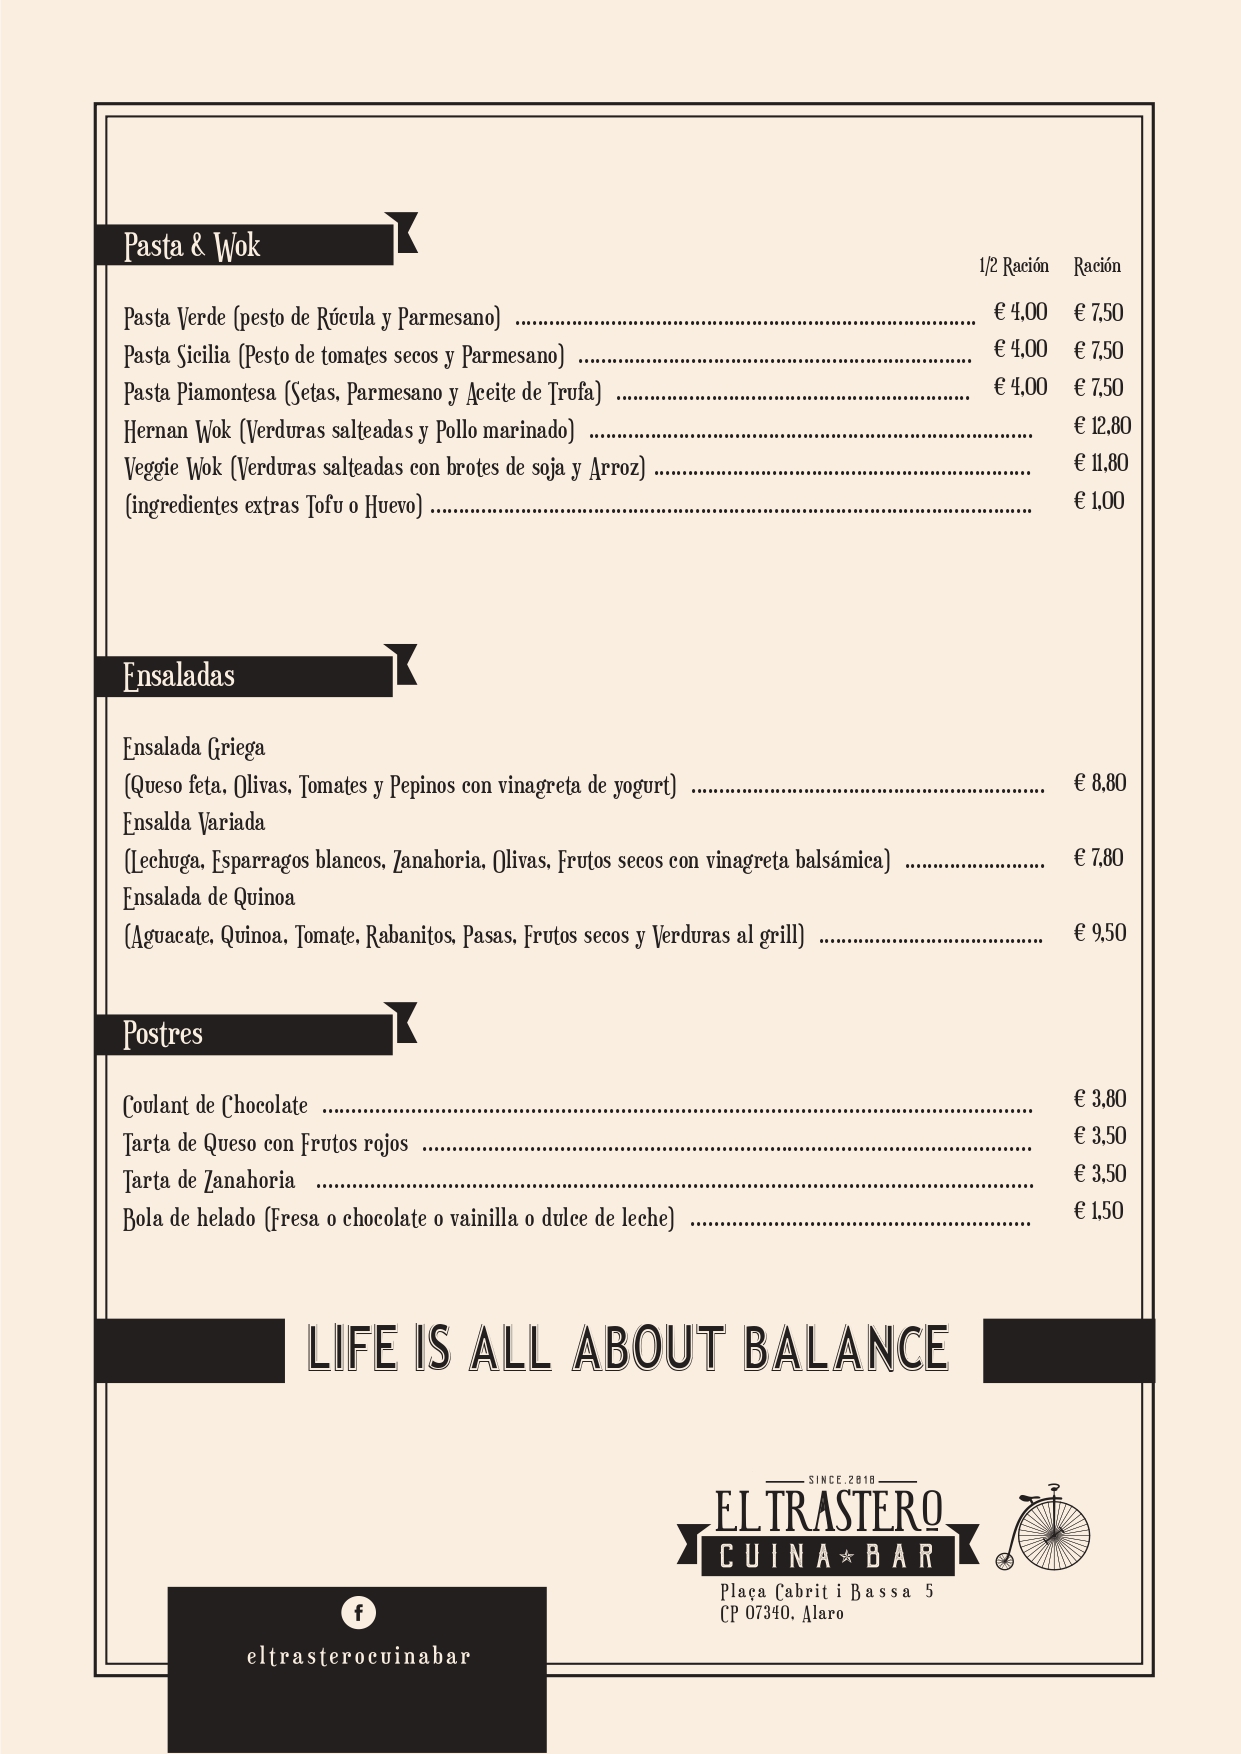 Pasta & Wok
1/2 Ración Ración
Pasta Verde (pesto de Rúcula y Parmesano) ........................ € 4,00 € 7,50
Pasta Sicilia (Pesto de tomates secos y Parmesano) ........................ € 4,00 € 7,50
Pasta Piamontesa (Setas, Parmesano y Aceite de Trufa) ........................ € 4,00 € 7,50
Hernan Wok (Verduras salteadas y Pollo marinado) ........................ € 12,80
Veggie Wok (Verduras salteadas con brotes de soja y Arroz) ........................ € 11,80
(ingredientes extras Tofu o Huevo) ........................ € 1,00
Ensaladas
Ensalada Griega
(Queso feta, Olivas, Tomates y Pepinos con vinagreta de yogurt) ........................ € 8,80
Ensalda Variada
(Lechuga, Esparragos blancos, Zanahoria, Olivas, Frutos secos con vinagreta balsámica) ........................ € 7,80
Ensalada de Quinoa
(Aguacate, Quinoa, Tomate, Rabanitos, Pasas, Frutos secos y Verduras al grill) ........................ € 9,50
Postres
Coulant de Chocolate ........................ € 3,80
Tarta de Queso con Frutos rojos ........................ € 3,50
Tarta de Zanahoria ........................ € 3,50
Bola de helado (Fresa o chocolate o vainilla o dulce de leche) ........................ € 1,50
LIFE IS ALL ABOUT BALANCE
SINCE.2018
EL TRASTERO
CUINA BAR
Plaça Cabrit i Bassa 5
CP 07340, Alaro
f
eltrasterocuinabar